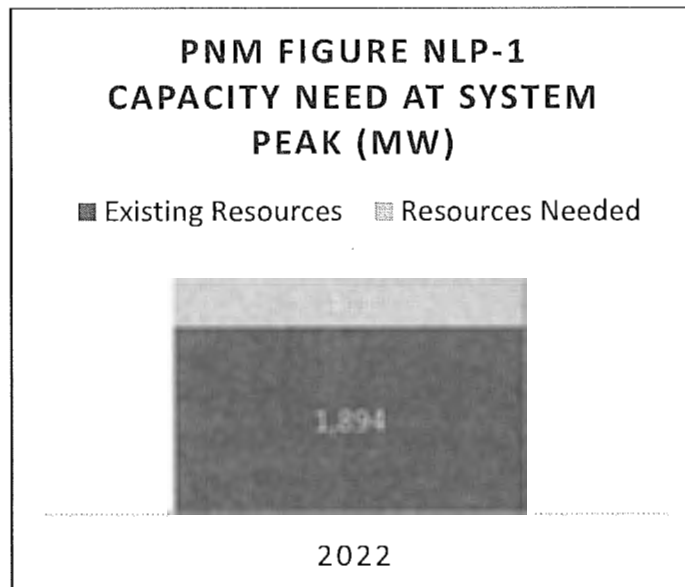 PNM FIGURE NLP-1
CAPACITY NEED AT SYSTEM
PEAK (MW)
Existing Resources Resources Needed
1,894
2022